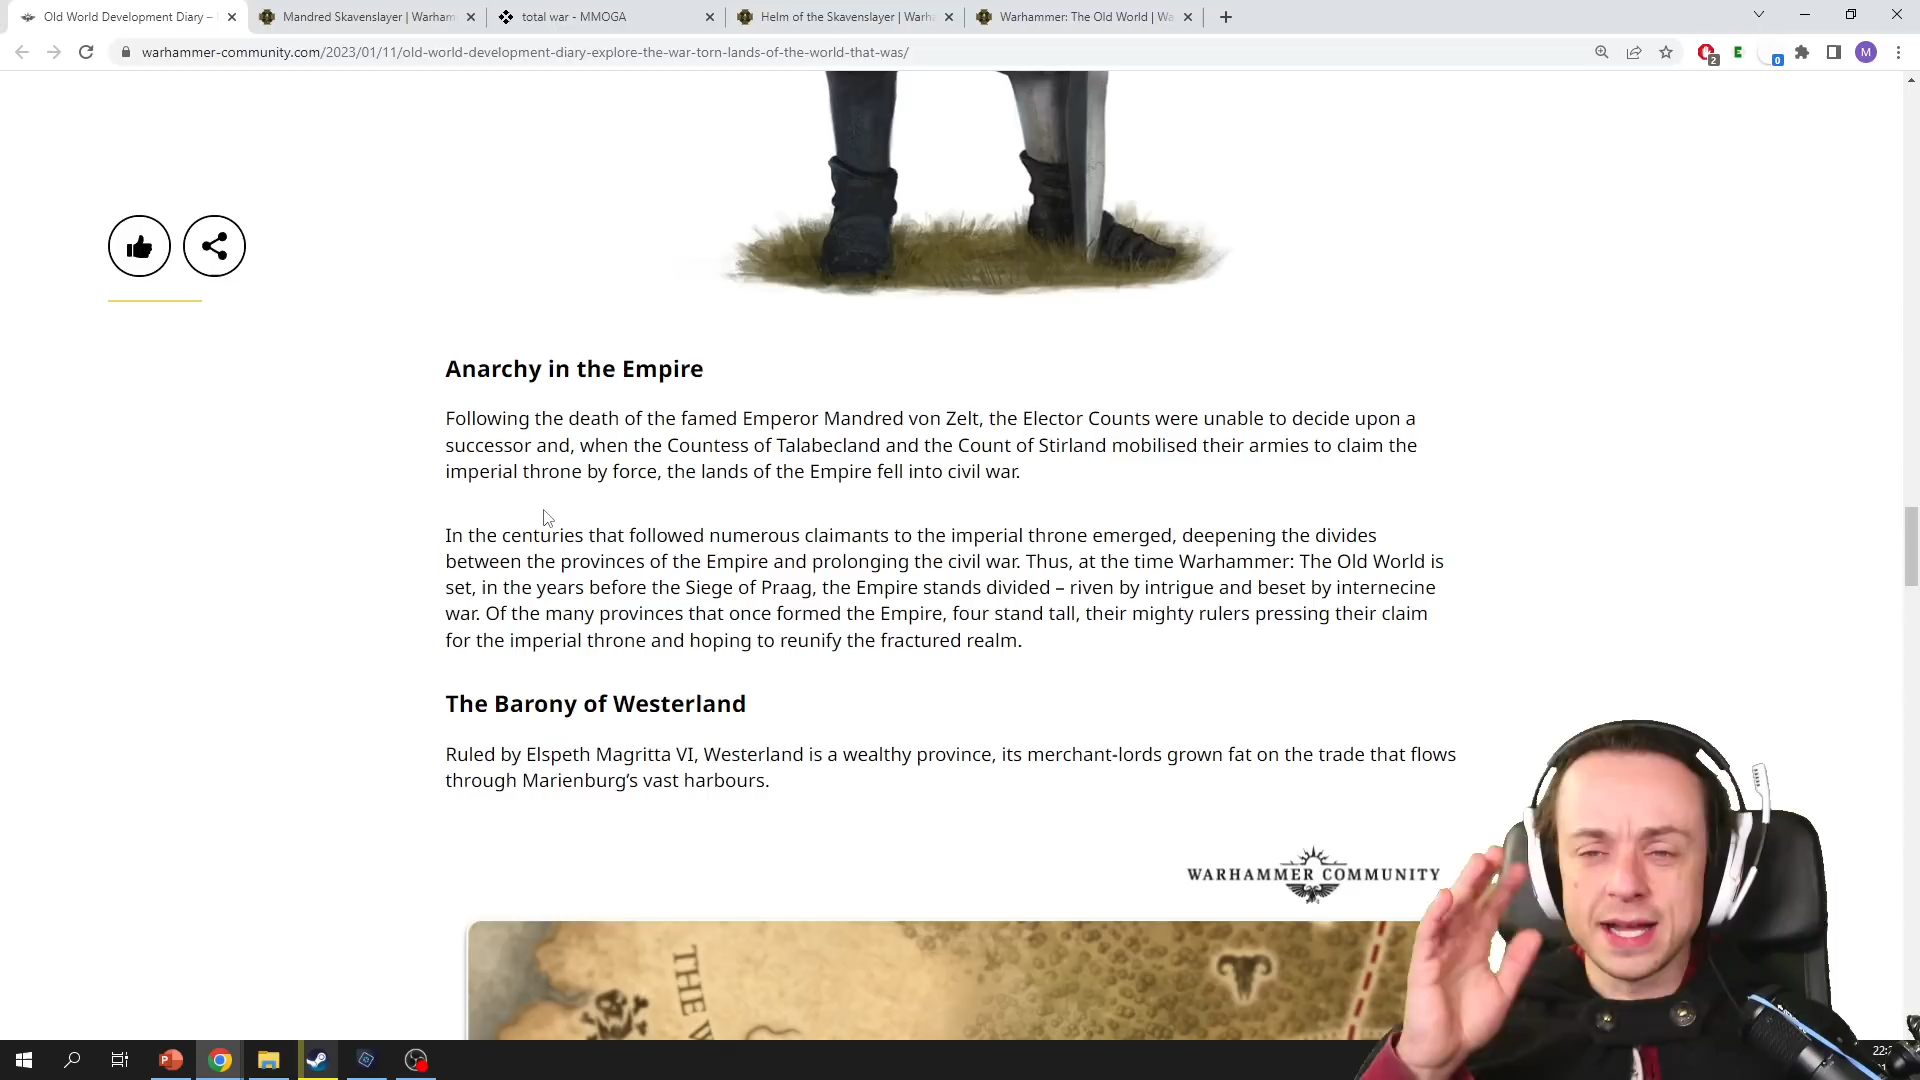 Old World Development Diary –
Mandred Skavenslayer | Warham
total war - MMOGA
Helm of the Skavenslayer | Warha
Warhammer: The Old World | Wa
warhammer-community.com/2023/01/11/old-world-development-diary-explore-the-war-torn-lands-of-the-world-that-was/
2
0
M
Anarchy in the Empire
Following the death of the famed Emperor Mandred von Zelt, the Elector Counts were unable to decide upon a
successor and, when the Countess of Talabecland and the Count of Stirland mobilised their armies to claim the
imperial throne by force, the lands of the Empire fell into civil war.
In the centuries that followed numerous claimants to the imperial throne emerged, deepening the divides
between the provinces of the Empire and prolonging the civil war. Thus, at the time Warhammer: The Old World is
set, in the years before the Siege of Praag, the Empire stands divided – riven by intrigue and beset by internecine
war. Of the many provinces that once formed the Empire, four stand tall, their mighty rulers pressing their claim
for the imperial throne and hoping to reunify the fractured realm.
The Barony of Westerland
Ruled by Elspeth Magritta VI, Westerland is a wealthy province, its merchant-lords grown fat on the trade that flows
through Marienburg's vast harbours.
WARHAMMER COMMUNITY
THE
22: